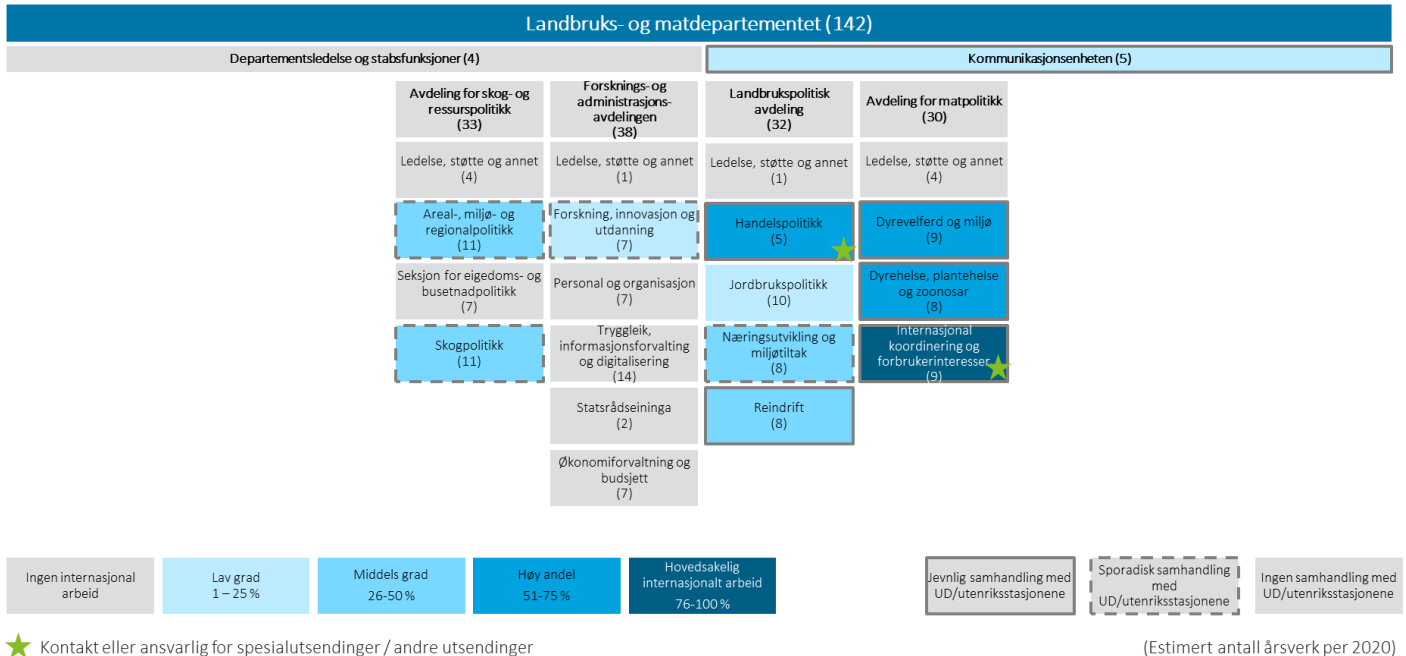 Landbruks- og matdepartementet (142)
Departementsledelse og stabsfunksjoner (4)
Kommunikasjonsenheten (5)
Avdeling for skog- og
ressurspolitikk
(33)
Ledelse, støtte og annet
(4)
Areal-, miljø- og
regionalpolitikk
(11)
Seksjon for eigedoms- og
busetnadpolitikk
(7)
Skogpolitikk
(11)
Forsknings- og
administrasjons-
avdelingen
(38)
Ledelse, støtte og annet
(1)
Forskning, innovasjon og
utdanning
(7)
Personal og organisasjon
(7)
Tryggleik,
informasjonsforvalting
og digitalisering
(14)
Statsrådseininga
(2)
Økonomiforvaltning og
budsjett
(7)
Landbrukspolitisk
avdeling
(32)
Ledelse, støtte og annet
(1)
Handelspolitikk
(5)
Jordbrukspolitikk
(10)
Næringsutvikling og
miljøtiltak
(8)
Reindrift
(8)
Avdeling for matpolitikk
(30)
Ledelse, støtte og annet
(4)
Dyrevelferd og miljø
(9)
Dyrehelse, plantehelse
og zoonosar
(8)
Internasjonal
koordinering og
forbrukerinteresser
(9)
Ingen internasjonal
arbeid
Lav grad
1 – 25 %
Middels grad
26-50 %
Høy andel
51-75 %
Hovedsakelig
internasjonalt arbeid
76-100 %
Jevnlig samhandling med
UD/utenriksstasjonene
Sporadisk samhandling
med
UD/utenriksstasjonene
Ingen samhandling med
UD/utenriksstasjonene
Kontakt eller ansvarlig for spesialutsendinger / andre utsendinger
(Estimert antall årsverk per 2020)